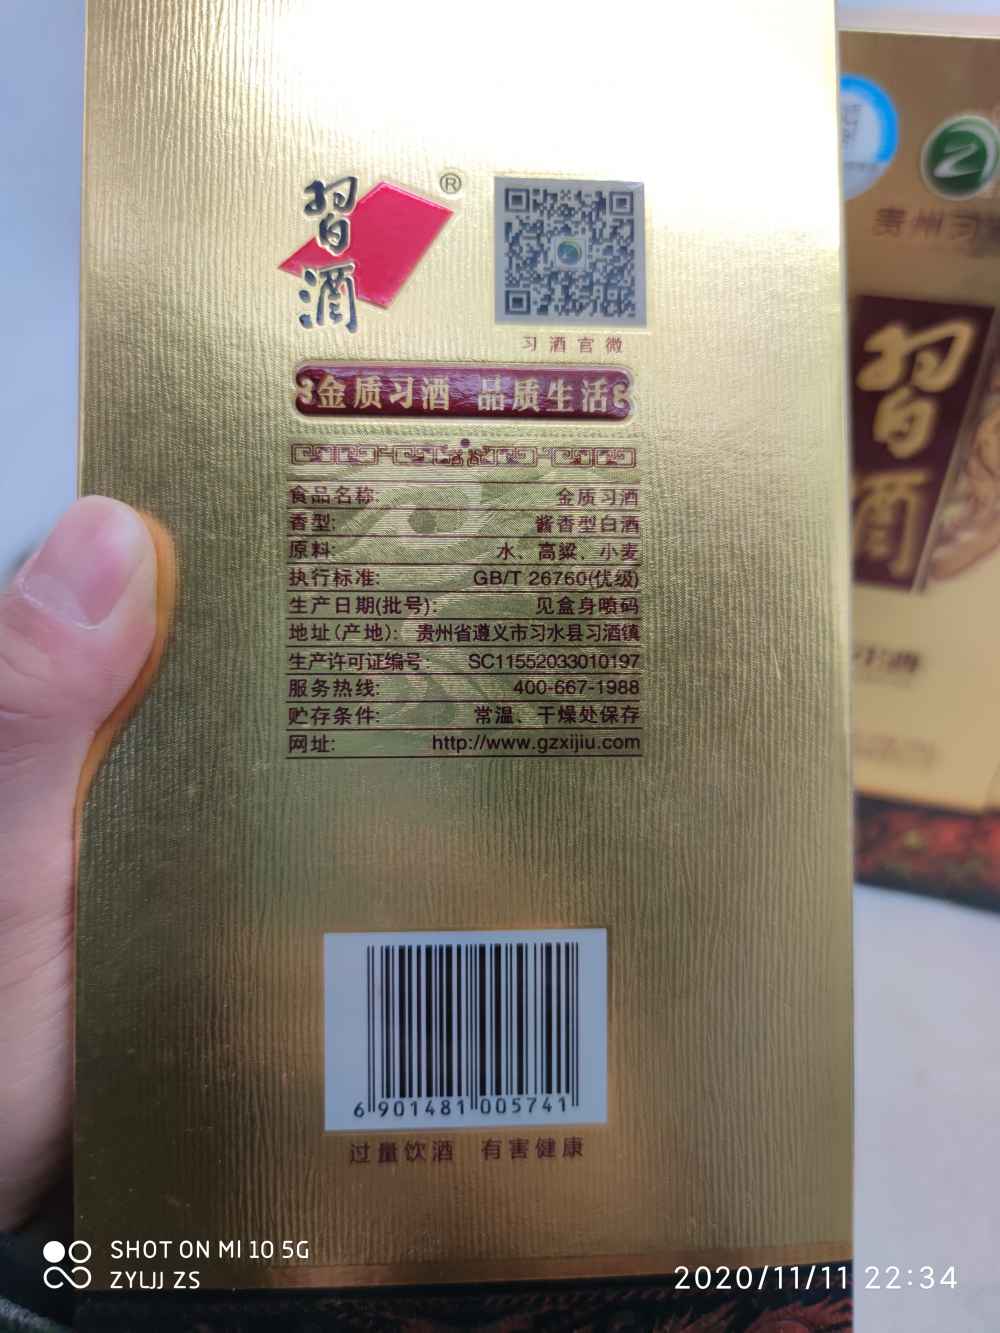 習酒®
习酒官微
金质习酒 品质生活
食品名称: 金质习酒
香型: 酱香型白酒
原料: 水、高粱、小麦
执行标准: GB/T 26760(优级)
生产日期(批号): 见盒身喷码
地址(产地): 贵州省遵义市习水县习酒镇
生产许可证编号: SC11552033010197
服务热线: 400-667-1988
贮存条件: 常温、干燥处保存
网址: http://www.gzxijiu.com
6 901481 005741
过量饮酒 有害健康
贵州习
習酒
SHOT ON MI 10 5G
ZYLJJ ZS
2020/11/11 22:34